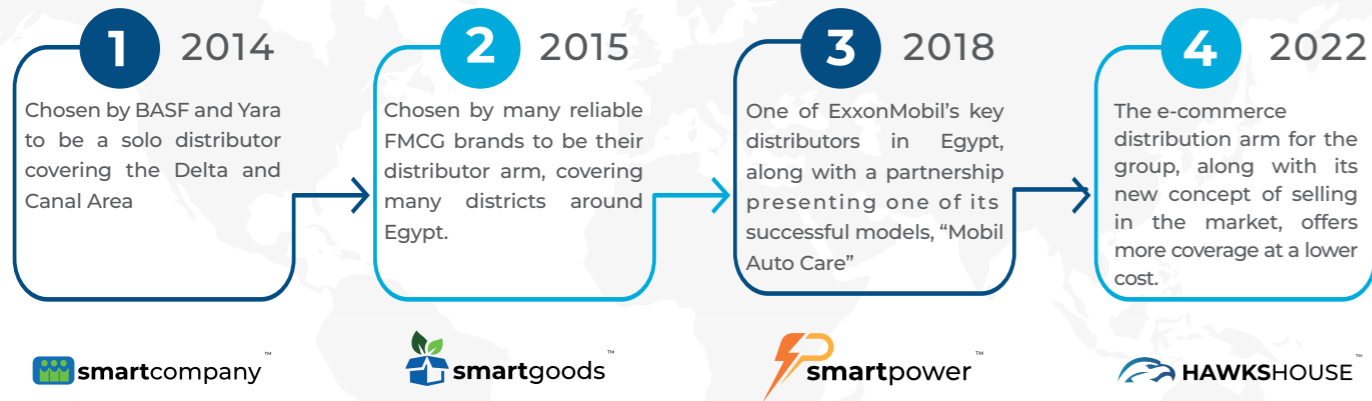 1 2014
Chosen by BASF and Yara
to be a solo distributor
covering the Delta and
Canal Area
smartcompany™
2 2015
Chosen by many reliable
FMCG brands to be their
distributor arm, covering
many districts around
Egypt.
smartgoods™
3 2018
One of ExxonMobil’s key
distributors in Egypt,
along with a partnership
presenting one of its
successful models, “Mobil
Auto Care”
smartpower™
4 2022
The e-commerce
distribution arm for the
group, along with its
new concept of selling
in the market, offers
more coverage at a lower
cost.
HAWKSHOUSE™